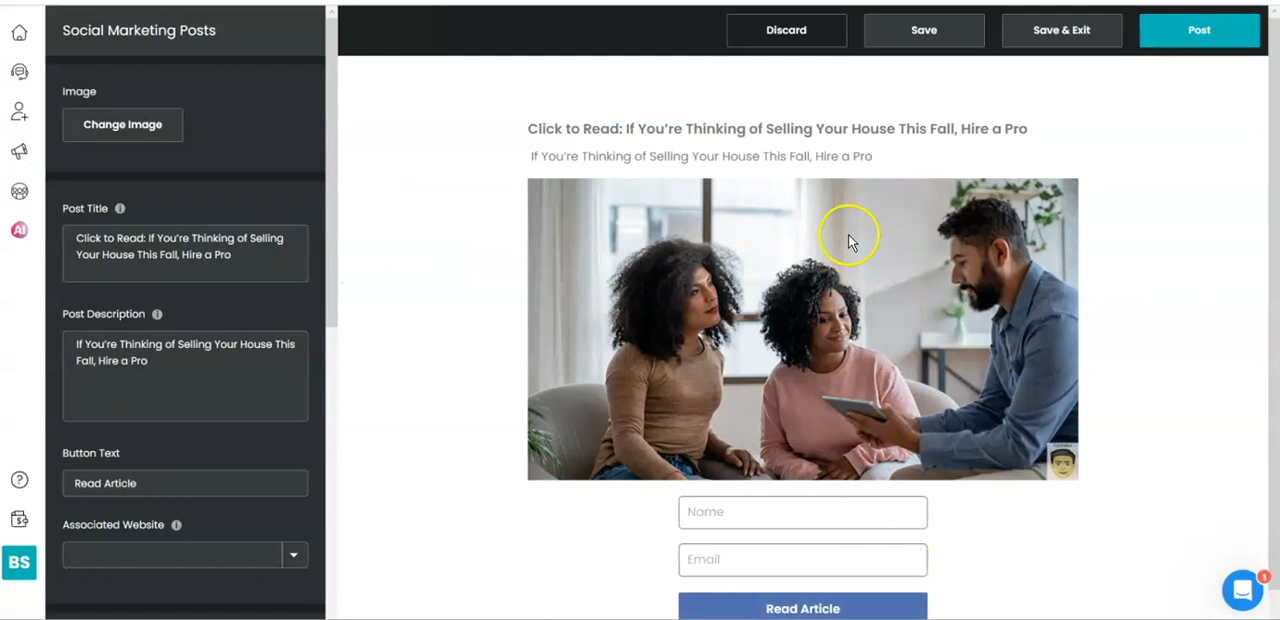 Social Marketing Posts
Discard
Save
Save & Exit
Post
Image
Change Image
Post Title
Click to Read: If You're Thinking of Selling
Your House This Fall, Hire a Pro
Post Description
If You're Thinking of Selling Your House This
Fall, Hire a Pro
Button Text
Read Article
Associated Website
AI
BS
Click to Read: If You're Thinking of Selling Your House This Fall, Hire a Pro
If You're Thinking of Selling Your House This Fall, Hire a Pro
Name
Email
Read Article
1